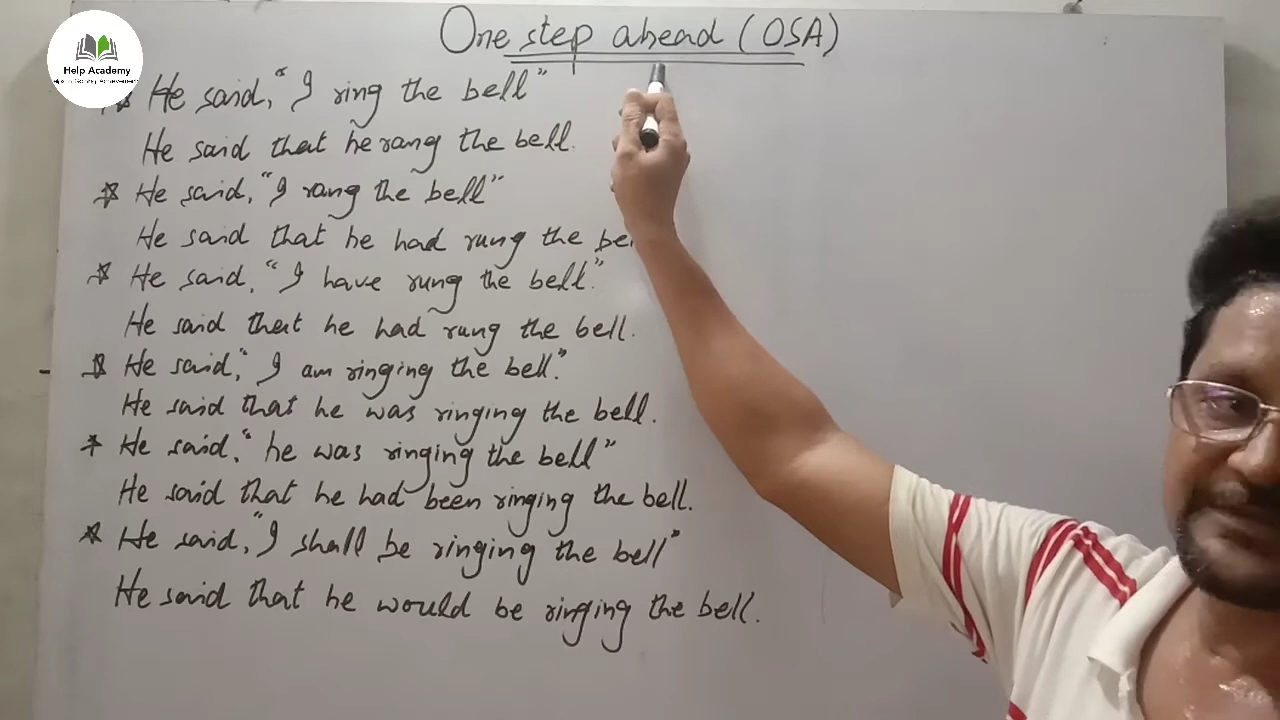 One step ahead (OSA)
Help Academy
He said, "I ring the bell"
He said that he rang the bell.
He said, "I rang the bell"
He said that he had rung the
He said, "I have rung the bell."
He said that he had rung the bell.
He said, "I am ringing the bell."
He said that he was ringing the bell.
He said, "he was ringing the bell"
He said that he had been ringing the bell.
He said, "I shall be ringing the bell"
He said that he would be ringing the bell.